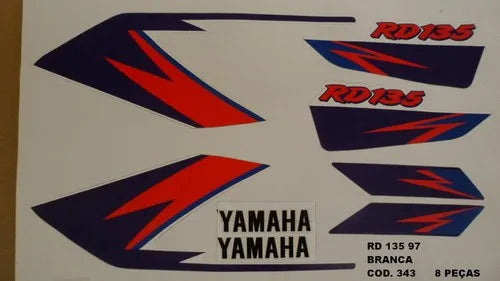 RD135
RD135
YAMAHA
YAMAHA
RD 135 97
BRANCA
COD. 343 8 PEÇAS